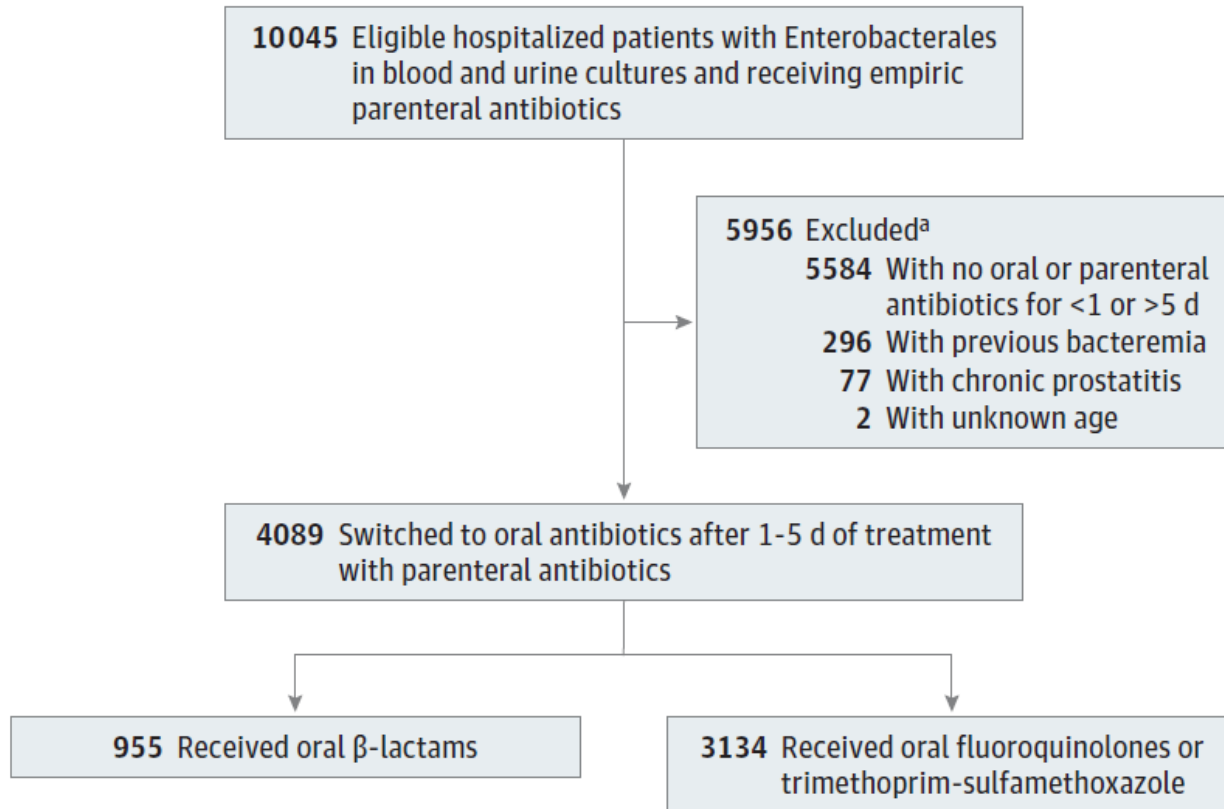 10045 Eligible hospitalized patients with Enterobacterales
in blood and urine cultures and receiving empiric
parenteral antibiotics
5956 Excludedᵃ
5584 With no oral or parenteral
antibiotics for <1 or >5 d
296 With previous bacteremia
77 With chronic prostatitis
2 With unknown age
4089 Switched to oral antibiotics after 1-5 d of treatment
with parenteral antibiotics
955 Received oral β-lactams
3134 Received oral fluoroquinolones or
trimethoprim-sulfamethoxazole